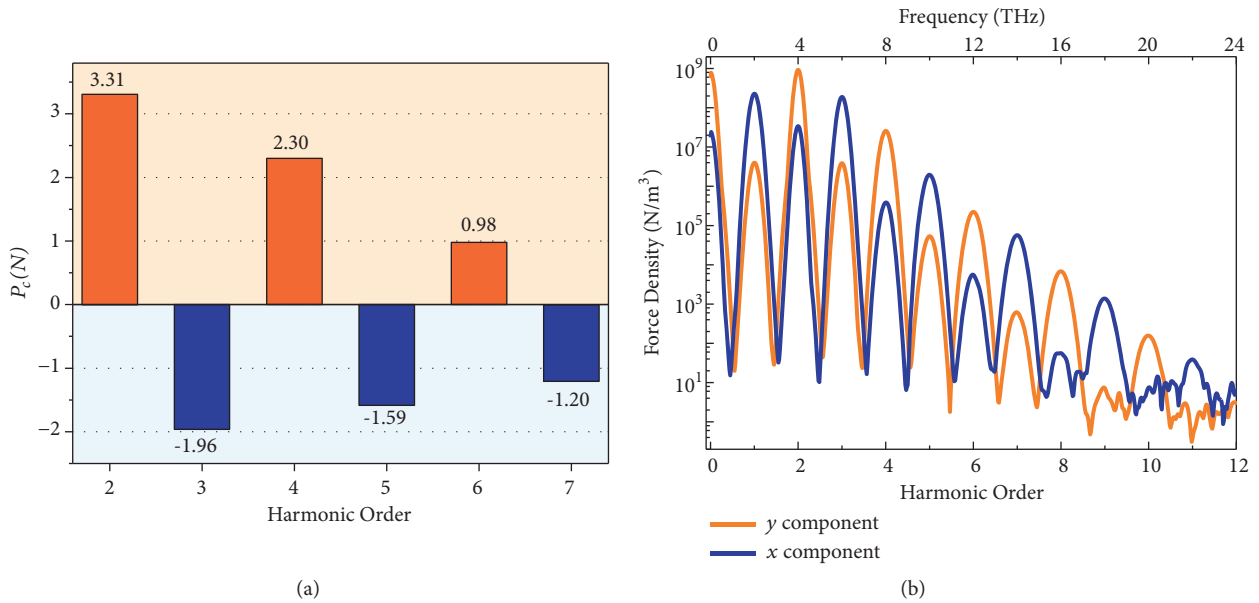 3.31
2.30
0.98
-1.96
-1.59
-1.20
3
2
1
0
−1
−2
P_c(N)
2 3 4 5 6 7
Harmonic Order
(a)
Frequency (THz)
0 4 8 12 16 20 24
10^9
10^7
10^5
10^3
10^1
Force Density (N/m^3)
0 2 4 6 8 10 12
Harmonic Order
y component
x component
(b)